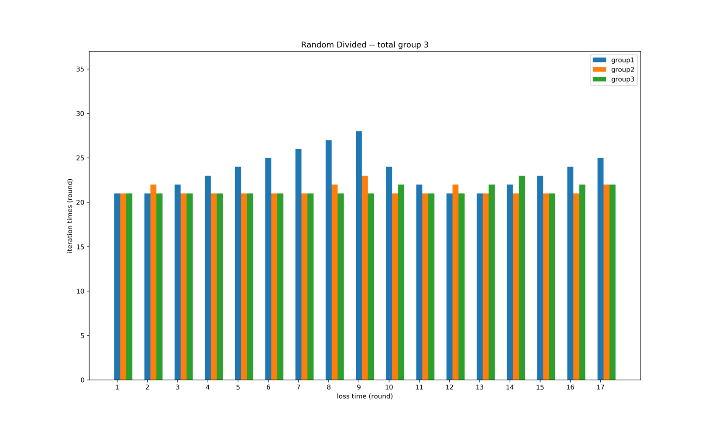 Random Divided -- total group 3
group1
group2
group3
iteration times (round)
35
30
25
20
15
10
5
0
1 2 3 4 5 6 7 8 9 10 11 12 13 14 15 16 17
loss time (round)